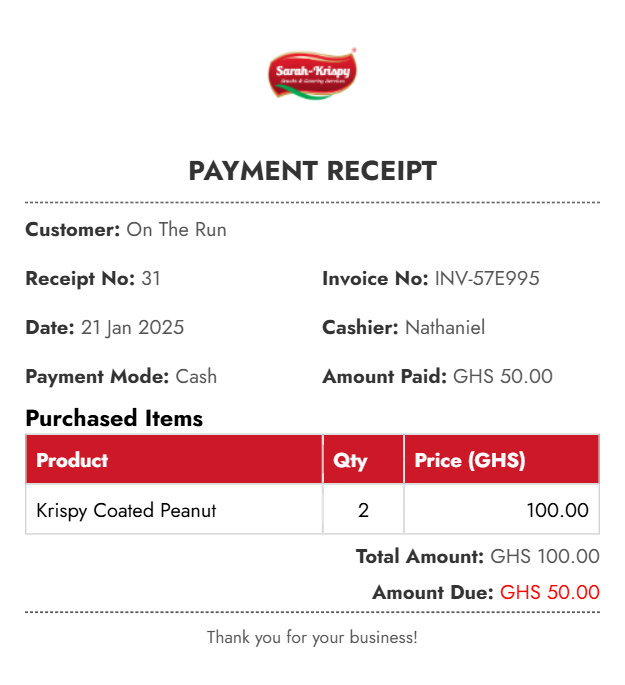 Sarah-Krispy
Snacks & Catering Services
PAYMENT RECEIPT
Customer: On The Run
Receipt No: 31 Invoice No: INV-57E995
Date: 21 Jan 2025 Cashier: Nathaniel
Payment Mode: Cash Amount Paid: GHS 50.00
Purchased Items
Product Qty Price (GHS)
Krispy Coated Peanut 2 100.00
Total Amount: GHS 100.00
Amount Due: GHS 50.00
Thank you for your business!